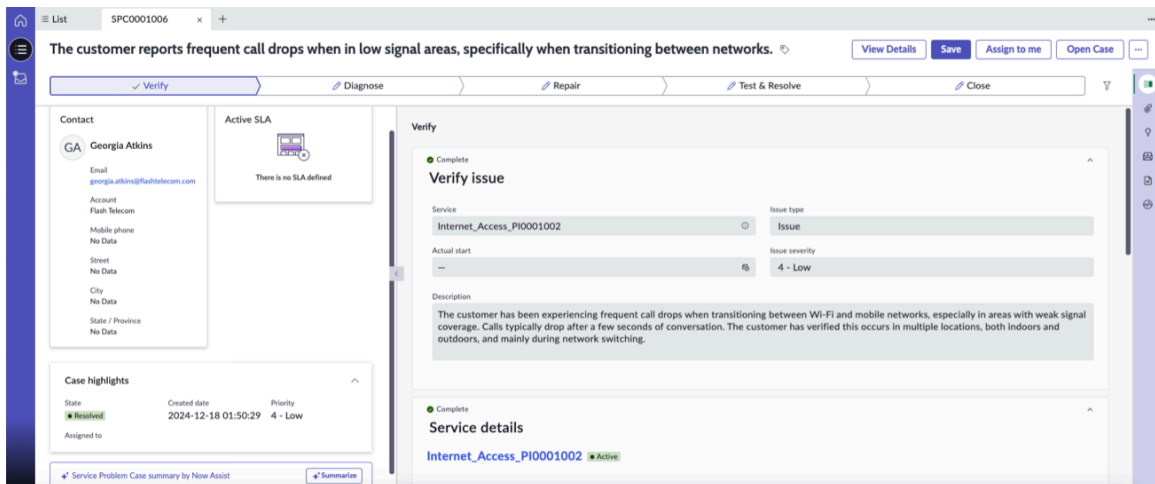 List
SPC0001006
The customer reports frequent call drops when in low signal areas, specifically when transitioning between networks.
View Details
Save
Assign to me
Open Case
Verify
Diagnose
Repair
Test & Resolve
Close
Contact
GA
Georgia Atkins
Email
georgia.atkins@flashtelecom.com
Account
Flash Telecom
Mobile phone
No Data
Street
No Data
City
No Data
State / Province
No Data
Active SLA
There is no SLA defined
Case highlights
State
Resolved
Created date
2024-12-18 01:50:29
Priority
4 - Low
Assigned to
Service Problem Case summary by Now Assist
Summarize
Verify
Complete
Verify issue
Service
Internet_Access_PI0001002
Issue type
Issue
Actual start
—
Issue severity
4 - Low
Description
The customer has been experiencing frequent call drops when transitioning between Wi-Fi and mobile networks, especially in areas with weak signal
coverage. Calls typically drop after a few seconds of conversation. The customer has verified this occurs in multiple locations, both indoors and
outdoors, and mainly during network switching.
Complete
Service details
Internet_Access_PI0001002
Active